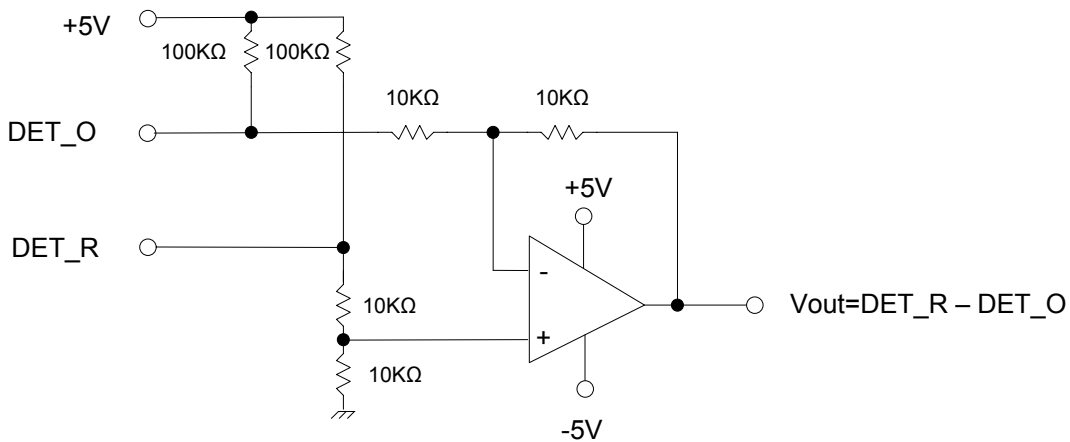 +5V
100KΩ 100KΩ
10KΩ 10KΩ
DET_O
+5V
DET_R
-
10KΩ
Vout=DET_R – DET_O
+
10KΩ
-5V